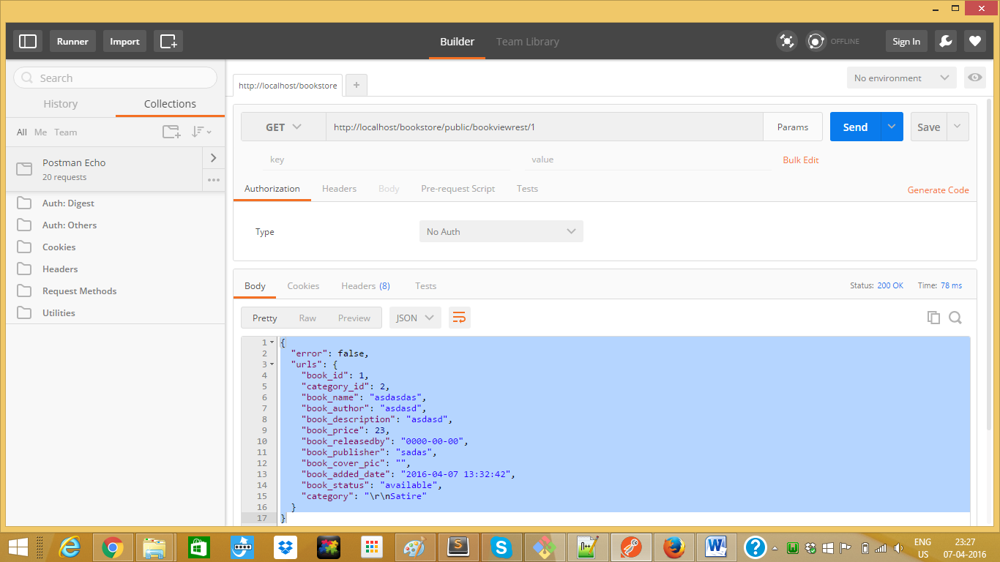 Runner Import Builder Team Library OFFLINE Sign In
Search
History Collections
All Me Team
Postman Echo
20 requests
Auth: Digest
Auth: Others
Cookies
Headers
Request Methods
Utilities
http://localhost/bookstore + No environment
GET http://localhost/bookstore/public/bookviewrest/1 Params Send Save
key value Bulk Edit
Authorization Headers Body Pre-request Script Tests Generate Code
Type No Auth
Body Cookies Headers (8) Tests Status: 200 OK Time: 78 ms
Pretty Raw Preview JSON
1 {
2 "error": false,
3 "urls": {
4 "book_id": 1,
5 "category_id": 2,
6 "book_name": "asdasdas",
7 "book_author": "asdasd",
8 "book_description": "asdasd",
9 "book_price": 23,
10 "book_releasedby": "0000-00-00",
11 "book_publisher": "sadas",
12 "book_cover_pic": "",
13 "book_added_date": "2016-04-07 13:32:42",
14 "book_status": "available",
15 "category": "\r\nSatire"
16 }
17 }
ENG 23:27
US 07-04-2016